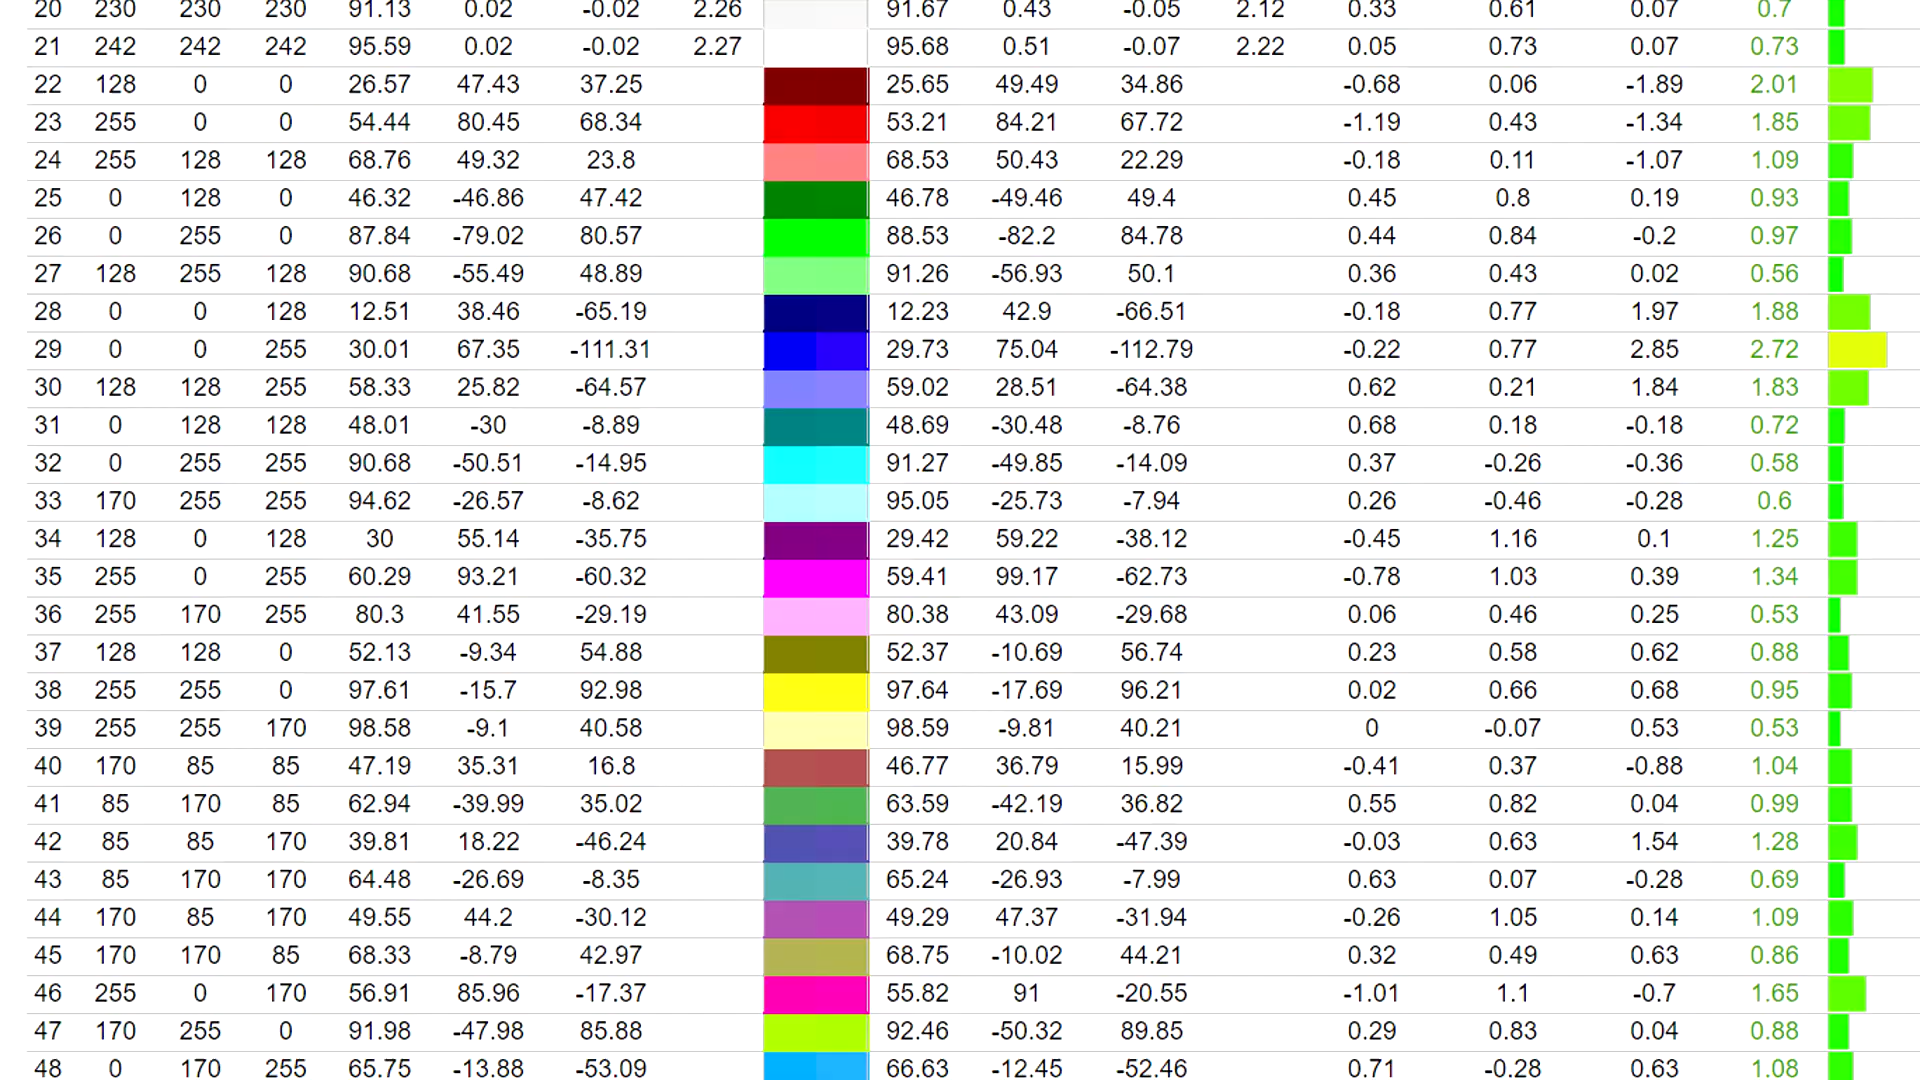 20 230 230 230 91.13 0.02 -0.02 2.26 91.67 0.43 -0.05 2.12 0.33 0.61 0.07 0.7
21 242 242 242 95.59 0.02 -0.02 2.27 95.68 0.51 -0.07 2.22 0.05 0.73 0.07 0.73
22 128 0 0 26.57 47.43 37.25 25.65 49.49 34.86 -0.68 0.06 -1.89 2.01
23 255 0 0 54.44 80.45 68.34 53.21 84.21 67.72 -1.19 0.43 -1.34 1.85
24 255 128 128 68.76 49.32 23.8 68.53 50.43 22.29 -0.18 0.11 -1.07 1.09
25 0 128 0 46.32 -46.86 47.42 46.78 -49.46 49.4 0.45 0.8 0.19 0.93
26 0 255 0 87.84 -79.02 80.57 88.53 -82.2 84.78 0.44 0.84 -0.2 0.97
27 128 255 128 90.68 -55.49 48.89 91.26 -56.93 50.1 0.36 0.43 0.02 0.56
28 0 0 128 12.51 38.46 -65.19 12.23 42.9 -66.51 -0.18 0.77 1.97 1.88
29 0 0 255 30.01 67.35 -111.31 29.73 75.04 -112.79 -0.22 0.77 2.85 2.72
30 128 128 255 58.33 25.82 -64.57 59.02 28.51 -64.38 0.62 0.21 1.84 1.83
31 0 128 128 48.01 -30 -8.89 48.69 -30.48 -8.76 0.68 0.18 -0.18 0.72
32 0 255 255 90.68 -50.51 -14.95 91.27 -49.85 -14.09 0.37 -0.26 -0.36 0.58
33 170 255 255 94.62 -26.57 -8.62 95.05 -25.73 -7.94 0.26 -0.46 -0.28 0.6
34 128 0 128 30 55.14 -35.75 29.42 59.22 -38.12 -0.45 1.16 0.1 1.25
35 255 0 255 60.29 93.21 -60.32 59.41 99.17 -62.73 -0.78 1.03 0.39 1.34
36 255 170 255 80.3 41.55 -29.19 80.38 43.09 -29.68 0.06 0.46 0.25 0.53
37 128 128 0 52.13 -9.34 54.88 52.37 -10.69 56.74 0.23 0.58 0.62 0.88
38 255 255 0 97.61 -15.7 92.98 97.64 -17.69 96.21 0.02 0.66 0.68 0.95
39 255 255 170 98.58 -9.1 40.58 98.59 -9.81 40.21 0 -0.07 0.53 0.53
40 170 85 85 47.19 35.31 16.8 46.77 36.79 15.99 -0.41 0.37 -0.88 1.04
41 85 170 85 62.94 -39.99 35.02 63.59 -42.19 36.82 0.55 0.82 0.04 0.99
42 85 85 170 39.81 18.22 -46.24 39.78 20.84 -47.39 -0.03 0.63 1.54 1.28
43 85 170 170 64.48 -26.69 -8.35 65.24 -26.93 -7.99 0.63 0.07 -0.28 0.69
44 170 85 170 49.55 44.2 -30.12 49.29 47.37 -31.94 -0.26 1.05 0.14 1.09
45 170 170 85 68.33 -8.79 42.97 68.75 -10.02 44.21 0.32 0.49 0.63 0.86
46 255 0 170 56.91 85.96 -17.37 55.82 91 -20.55 -1.01 1.1 -0.7 1.65
47 170 255 0 91.98 -47.98 85.88 92.46 -50.32 89.85 0.29 0.83 0.04 0.88
48 0 170 255 65.75 -13.88 -53.09 66.63 -12.45 -52.46 0.71 -0.28 0.63 1.08